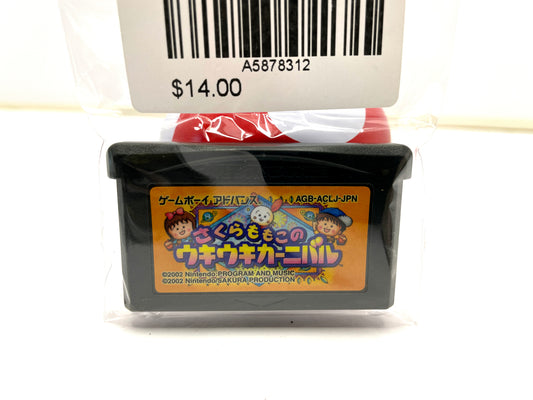 A5878312
$14.00
ゲームボーイ アドバンス
AGB-ACLJ-JPN
さくらももこの
ウキウキカーニバル
©2002 Nintendo:PROGRAM AND MUSIC
©2002 Nintendo/SAKURA PRODUCTION